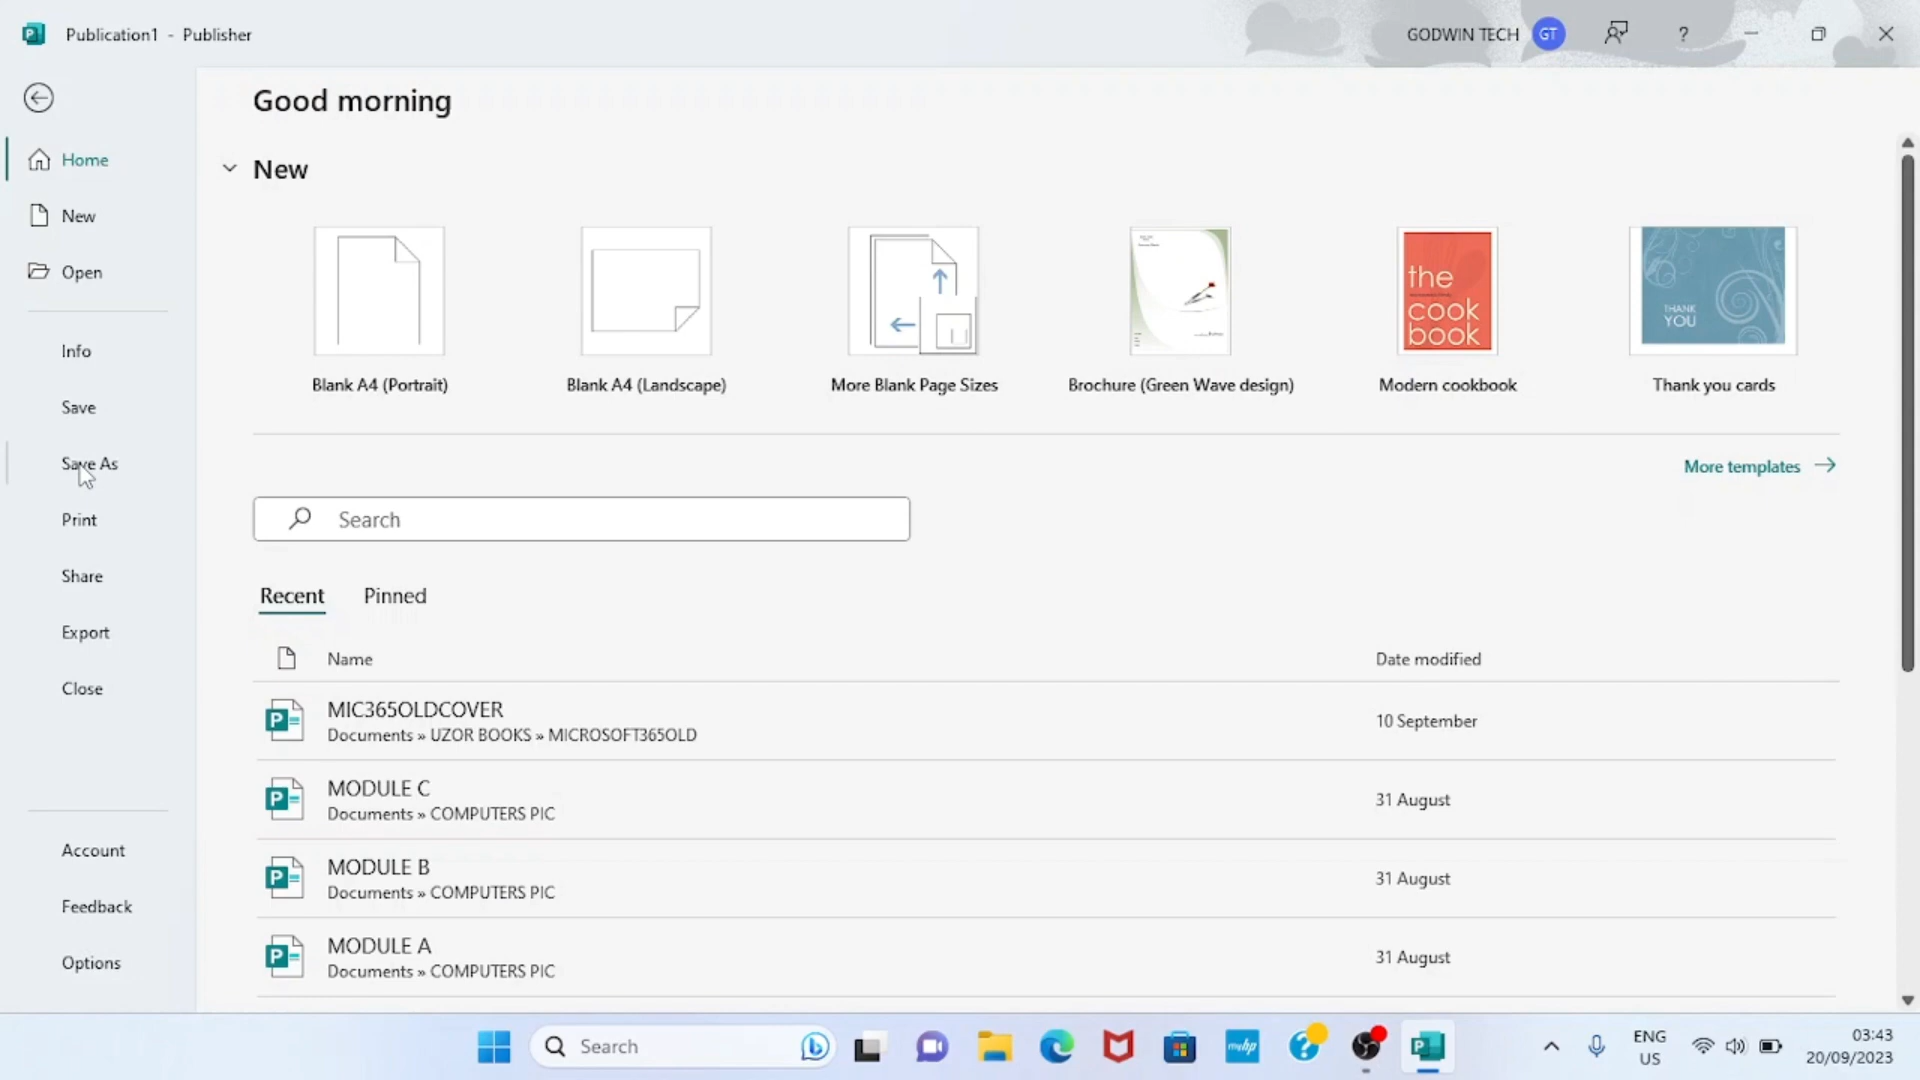 Publication1 - Publisher
GODWIN TECH GT
?
Good morning
Home
New
Open
Info
Save
Save As
Print
Share
Export
Close
Account
Feedback
Options
New
the
cook
book
THANK
YOU
Blank A4 (Portrait)
Blank A4 (Landscape)
More Blank Page Sizes
Brochure (Green Wave design)
Modern cookbook
Thank you cards
More templates
Search
Recent
Pinned
Name
Date modified
MIC365OLDCOVER
Documents » UZOR BOOKS » MICROSOFT365OLD
10 September
MODULE C
Documents » COMPUTERS PIC
31 August
MODULE B
Documents » COMPUTERS PIC
31 August
MODULE A
Documents » COMPUTERS PIC
31 August
Search
myhp
ENG
US
03:43
20/09/2023